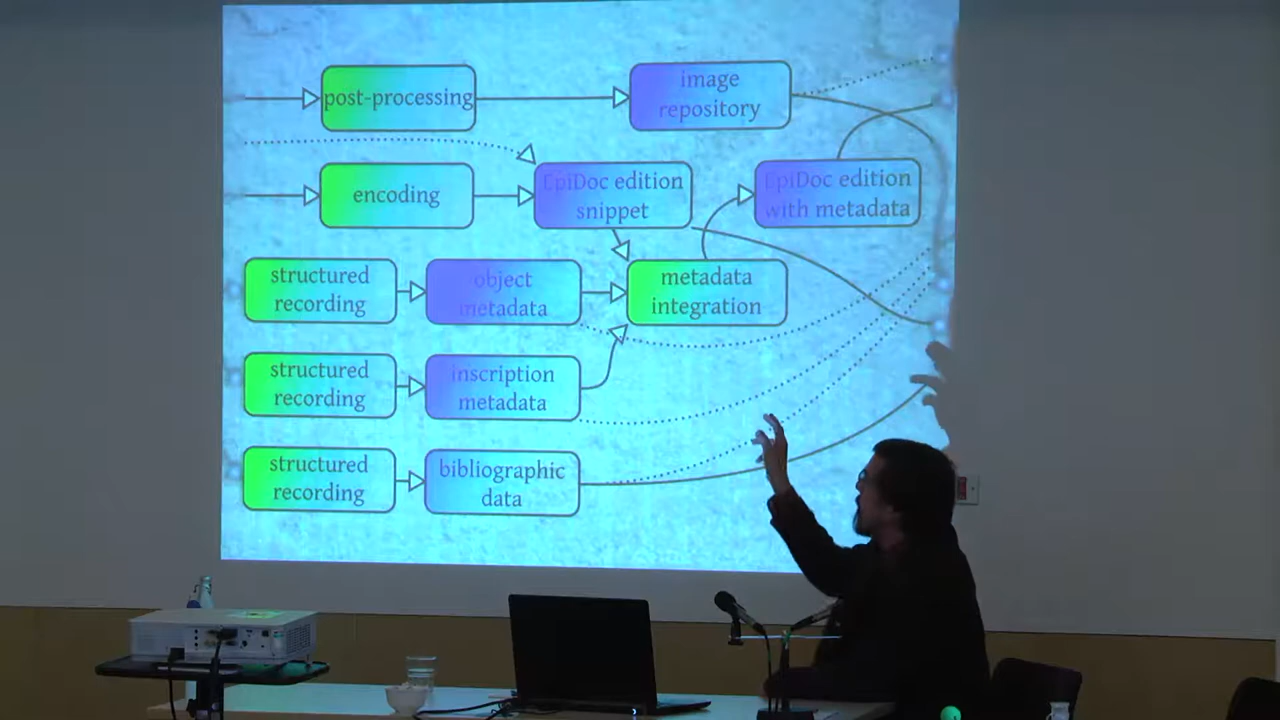 post-processing
image
repository
encoding
EpiDoc edition
snippet
EpiDoc edition
with metadata
structured
recording
object
metadata
metadata
integration
structured
recording
inscription
metadata
structured
recording
bibliographic
data